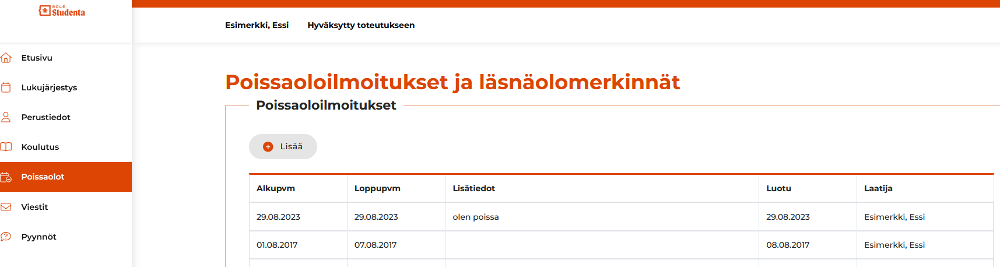 SOLE
Studenta
Esimerkki, Essi Hyväksytty toteutukseen
Etusivu
Lukujärjestys
Perustiedot
Koulutus
Poissaolot
Viestit
Pyynnöt
Poissaoloilmoitukset ja läsnäolomerkinnät
Poissaoloilmoitukset
Lisää
Alkupvm Loppupvm Lisätiedot Luotu Laatija
29.08.2023 29.08.2023 olen poissa 29.08.2023 Esimerkki, Essi
01.08.2017 07.08.2017 08.08.2017 Esimerkki, Essi